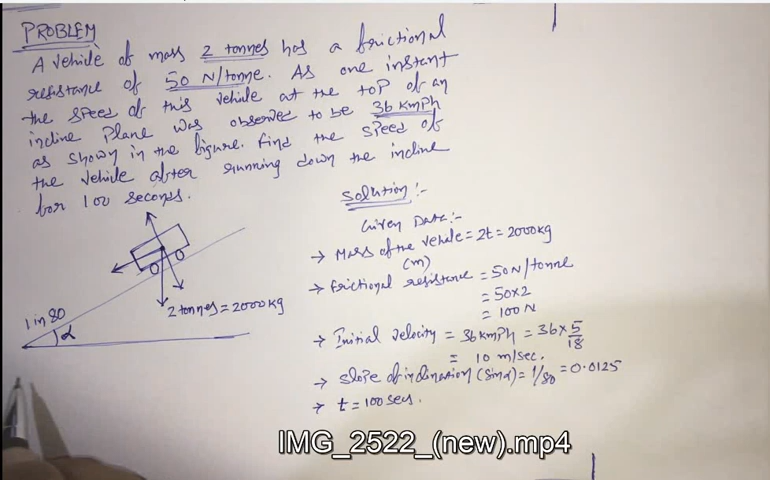 PROBLEM
A vehicle of mass 2 tonnes has a frictional
resistance of 50 N/tonne. As one instant
the speed of this vehicle at the top of an
incline plane was observed to be 36 KmPh
as shown in the figure. Find the speed of
the vehicle after running down the incline
for 100 seconds.
1 in 80
α
2 tonnes = 2000 kg
Solution :-
Given Data :-
→ Mass of the vehicle = 2t = 2000 kg
(m)
→ Frictional resistance = 50 N/tonne
= 50×2
= 100 N
→ Initial velocity = 36 kmph = 36 × 5/18
= 10 m/sec.
→ Slope of inclination (sinα) = 1/80 = 0.0125
→ t = 100 secs.
IMG_2522_(new).mp4